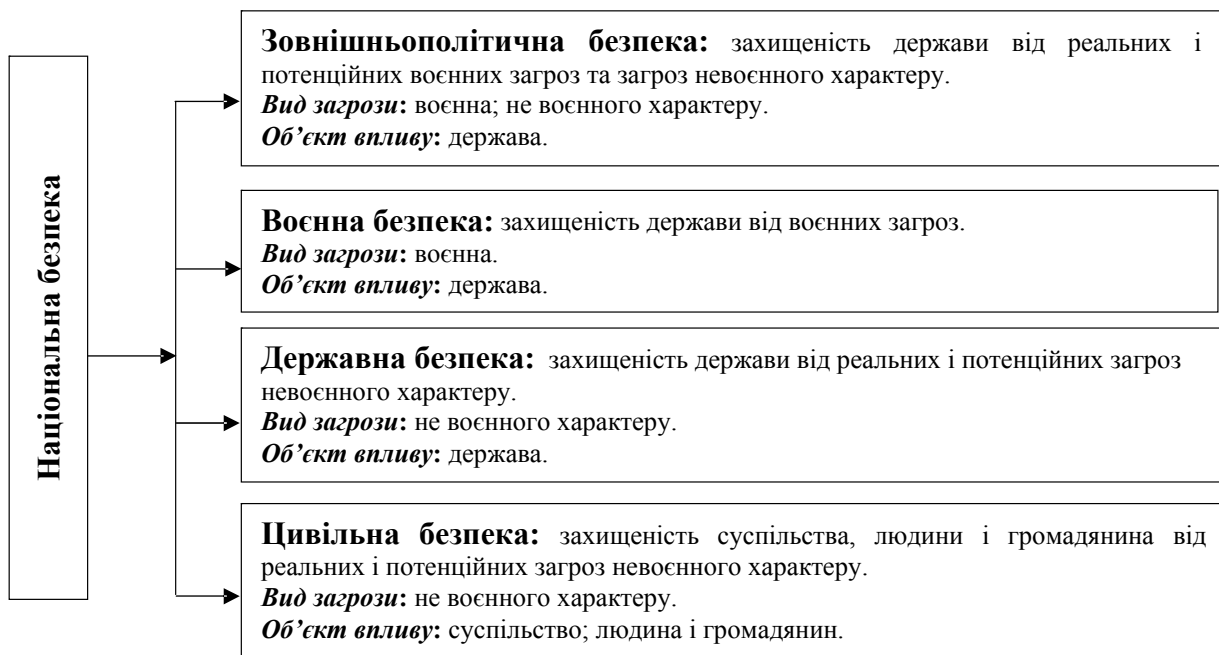 Національна безпека
Зовнішньополітична безпека: захищеність держави від реальних і
потенційних воєнних загроз та загроз невоєнного характеру.
Вид загрози: воєнна; не воєнного характеру.
Об’єкт впливу: держава.
Воєнна безпека: захищеність держави від воєнних загроз.
Вид загрози: воєнна.
Об’єкт впливу: держава.
Державна безпека: захищеність держави від реальних і потенційних загроз
невоєнного характеру.
Вид загрози: не воєнного характеру.
Об’єкт впливу: держава.
Цивільна безпека: захищеність суспільства, людини і громадянина від
реальних і потенційних загроз невоєнного характеру.
Вид загрози: не воєнного характеру.
Об’єкт впливу: суспільство; людина і громадянин.